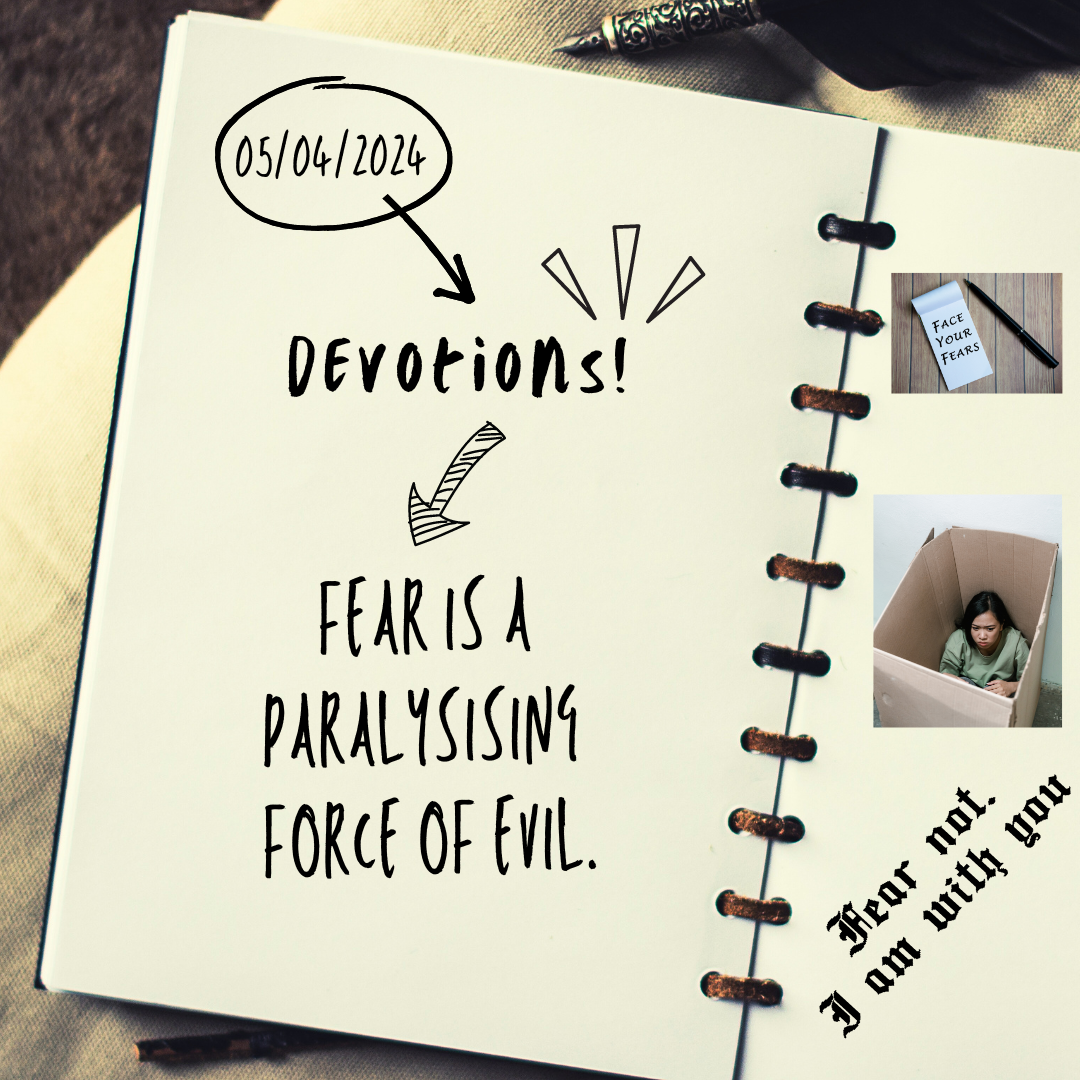 05/04/2024
DEvotions!
FEAR IS A
PARALYSISING
FORCE OF EVIL.
FACE
YOUR
FEARS
Fear not.
I am with you